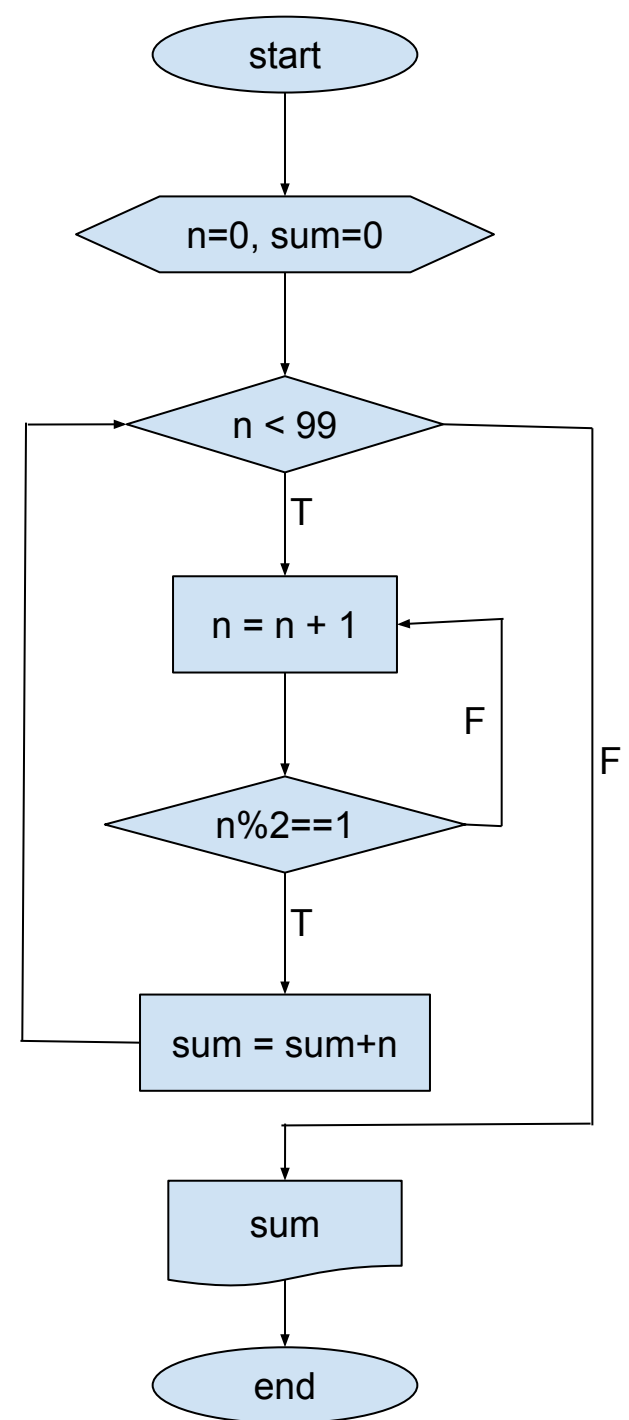 start
n=0, sum=0
n < 99
T
n = n + 1
F
F
n%2==1
T
sum = sum+n
sum
end